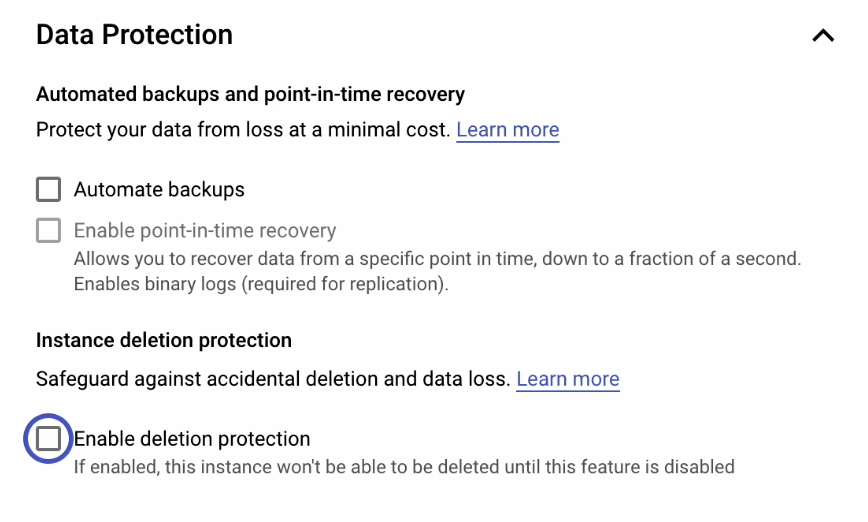 Data Protection
Automated backups and point-in-time recovery
Protect your data from loss at a minimal cost. Learn more
Automate backups
Enable point-in-time recovery
Allows you to recover data from a specific point in time, down to a fraction of a second.
Enables binary logs (required for replication).
Instance deletion protection
Safeguard against accidental deletion and data loss. Learn more
Enable deletion protection
If enabled, this instance won't be able to be deleted until this feature is disabled